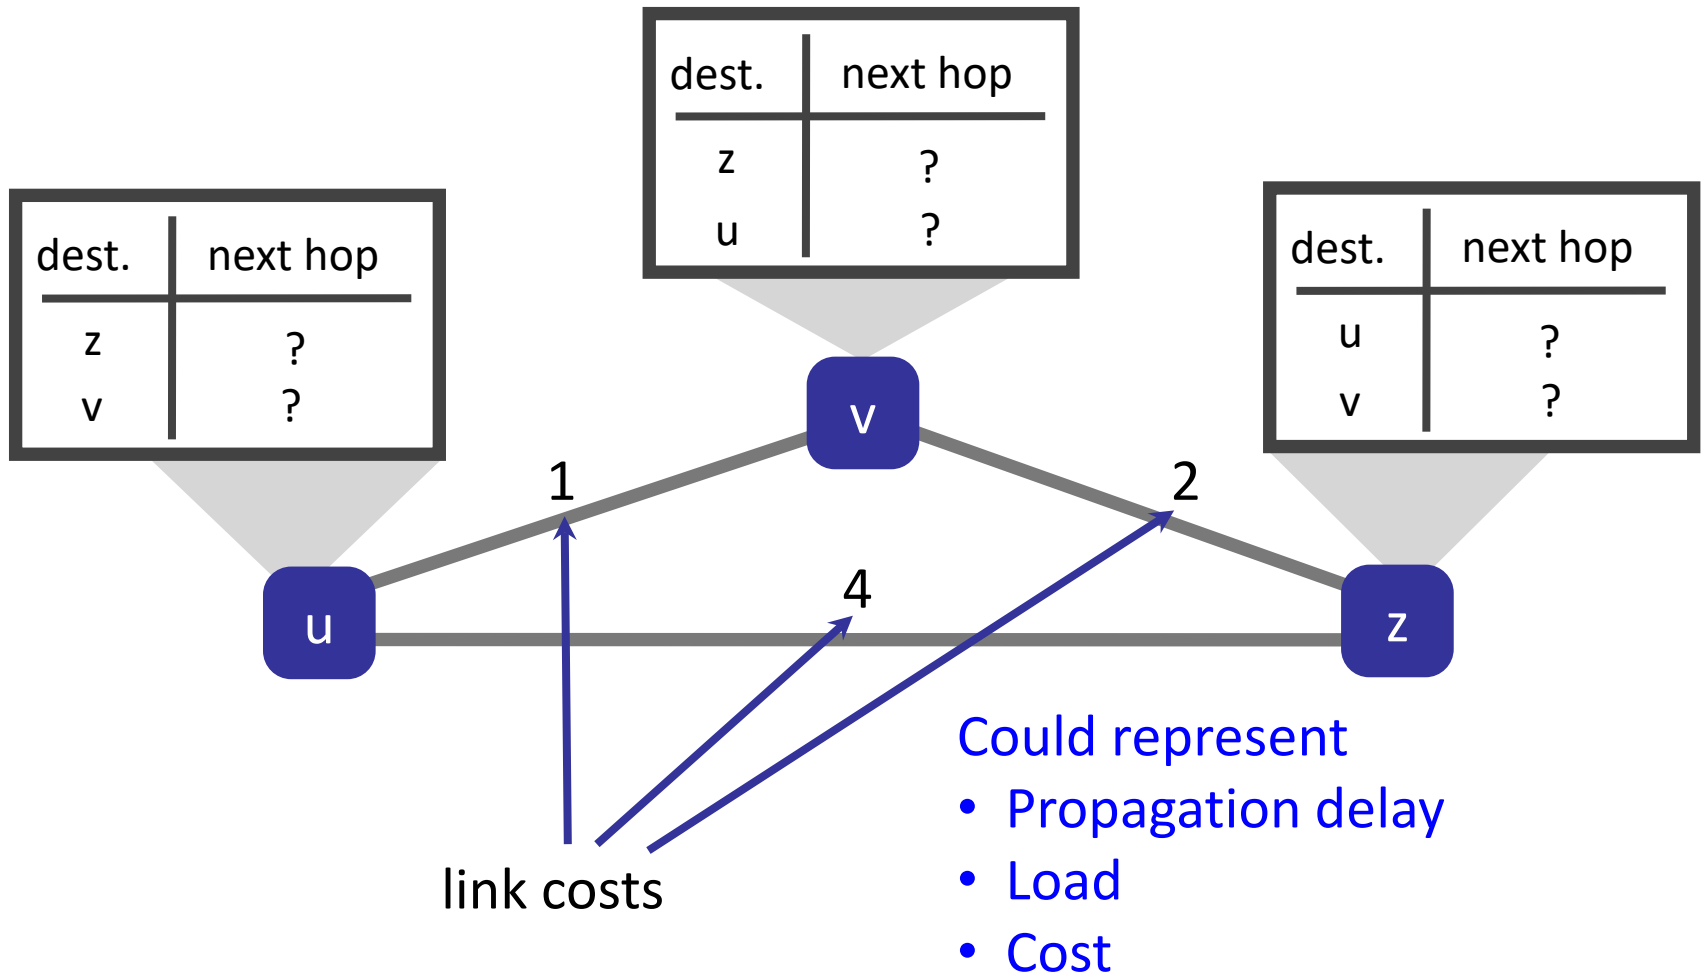 dest. next hop
z ?
u ?
dest. next hop
z ?
v ?
dest. next hop
u ?
v ?
v
1
2
4
u
z
link costs
Could represent
• Propagation delay
• Load
• Cost